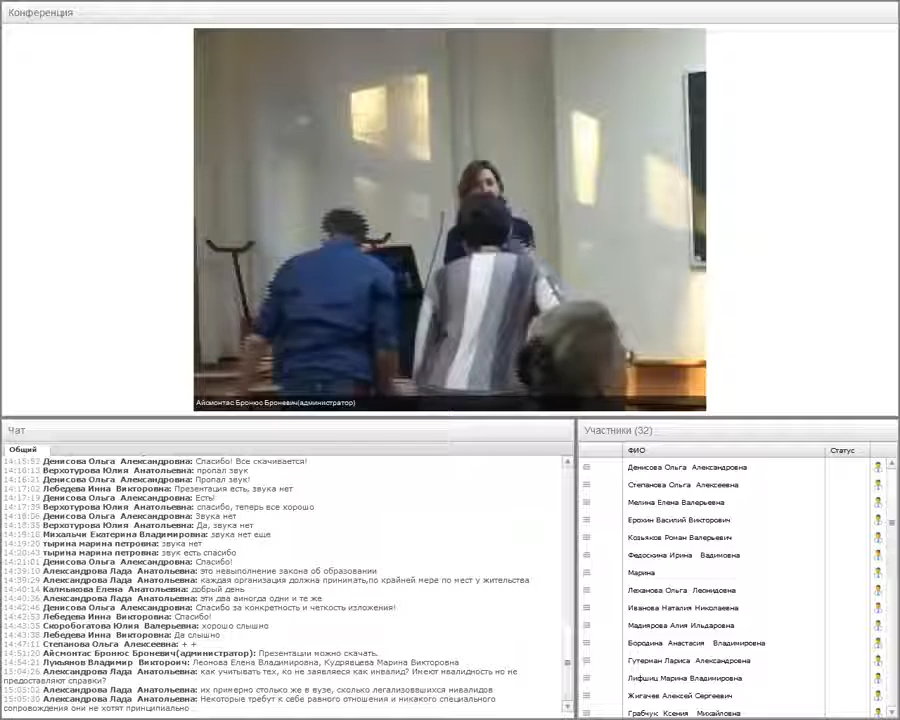 Конференция
Айсмонтас Бронюс Броневич(администратор)
Чат
Общий
14:15:53 Денисова Ольга Александровна: Спасибо! Все скачивается!
14:16:13 Верхотурова Юлия Анатольевна: пропал звук
14:16:21 Денисова Ольга Александровна: Пропал звук!
14:17:02 Лебедева Инна Викторовна: Презентация есть, звука нет
14:17:19 Денисова Ольга Александровна: Есть!
14:17:39 Верхотурова Юлия Анатольевна: спасибо, теперь все хорошо
14:18:06 Денисова Ольга Александровна: Звука нет
14:18:35 Верхотурова Юлия Анатольевна: Да, звука нет
14:19:18 Михальчи Екатерина Владимировна: звука нет еще
14:19:20 тырина марина петровна: звука нет
14:20:43 тырина марина петровна: звук есть спасибо
14:21:01 Денисова Ольга Александровна: Спасибо!
14:39:10 Александрова Лада Анатольевна: это невыполнение закона об образовании
14:39:29 Александрова Лада Анатольевна: каждая организация должна принимать,по крайней мере по мест у жительства
14:40:14 Калмыкова Елена Анатольевна: добрый день
14:40:36 Александрова Лада Анатольевна: эти два аиногда одни и те же
14:42:46 Денисова Ольга Александровна: Спасибо за конкретность и четкость изложения!
14:42:53 Лебедева Инна Викторовна: Спасибо!
14:43:35 Скоробогатова Юлия Валерьевна: хорошо слышно
14:43:38 Лебедева Инна Викторовна: Да слышно
14:47:11 Степанова Ольга Алексеевна: + +
14:51:20 Айсмонтас Бронюс Броневич(администратор): Презентации можно скачать.
14:54:21 Лукьянов Владимир Виктороич: Леонова Елена Владимировна, Кудрявцева Марина Викторовна
15:04:26 Александрова Лада Анатольевна: как учитывать тех, ко не заявляеся как инвалид? Имеют нвалидность но не
предоставляют справки?
15:05:02 Александрова Лада Анатольевна: их примерно столько же в вузе, сколько легализовавшихся нивалидов
15:05:30 Александрова Лада Анатольевна: Некоторые требут к себе равного отношения и никакого специального
сопровождения они не хотят принципиально
Участники (32)
ФИО Статус
Денисова Ольга Александровна
Степанова Ольга Алексеевна
Мелина Елена Валерьевна
Ерохин Василий Викторович
Козьяков Роман Валерьевич
Федоскина Ирина Вадимовна
Марина
Леханова Ольга Леонидовна
Иванова Наталия Николаевна
Мадиярова Алия Ильдаровна
Бородина Анастасия Владимировна
Гутерман Лариса Александровна
Лифшиц Марина Владимировна
Жигачев Алексей Сергеевич
Грабчук Ксения Михайловна